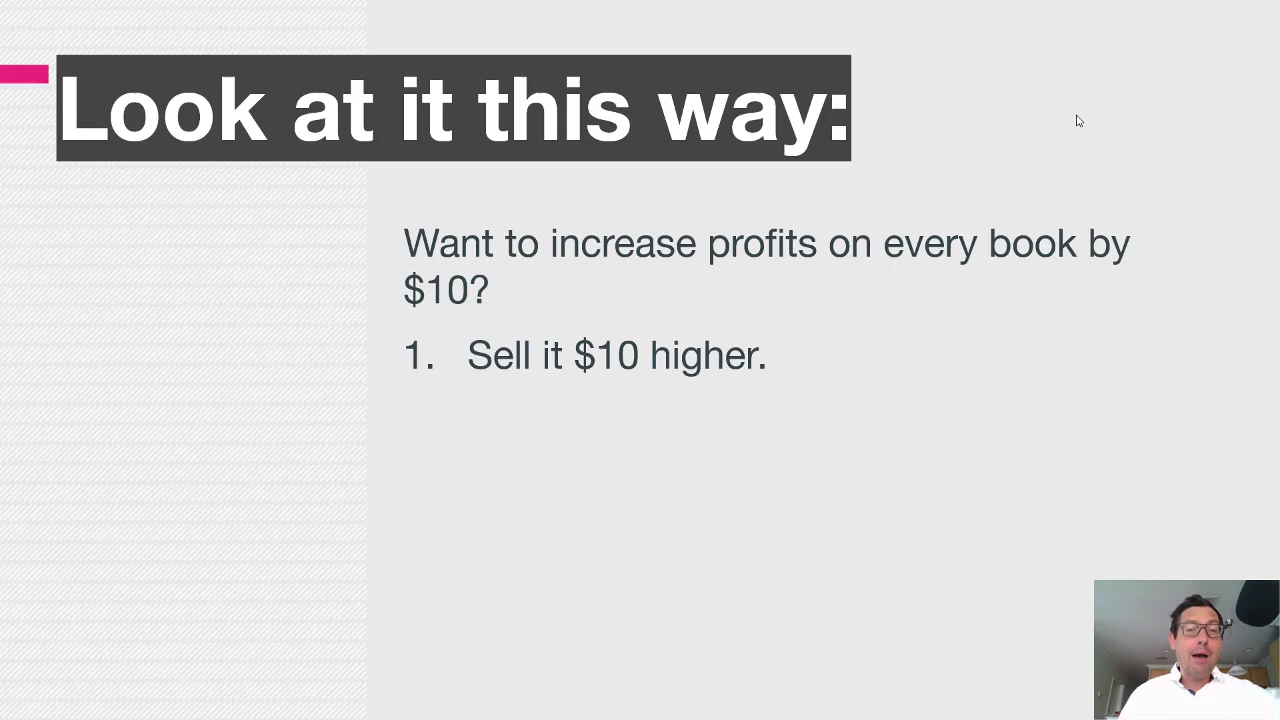 Look at it this way:
Want to increase profits on every book by
$10?
1. Sell it $10 higher.